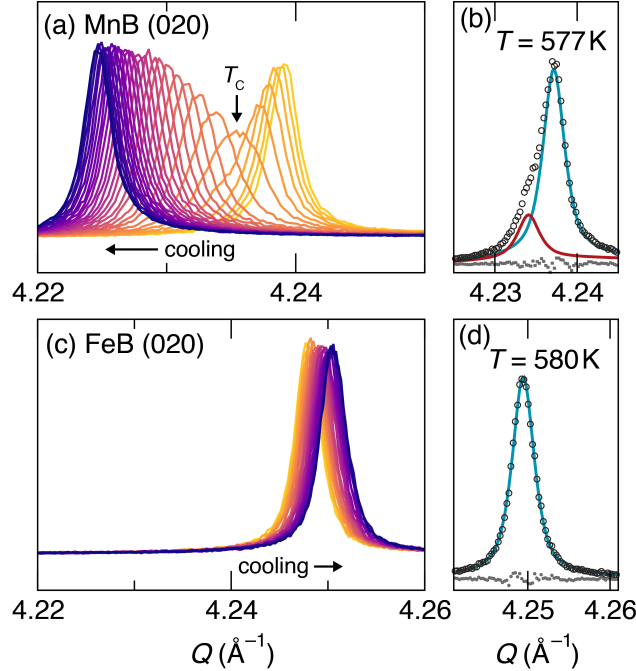 (a) MnB (020)
T_C
cooling
4.22 4.24
(b)
T = 577 K
4.233 4.24
(c) FeB (020)
cooling
4.22 4.24 4.26
Q (Å⁻¹)
(d)
T = 580 K
4.25 4.26
Q (Å⁻¹)